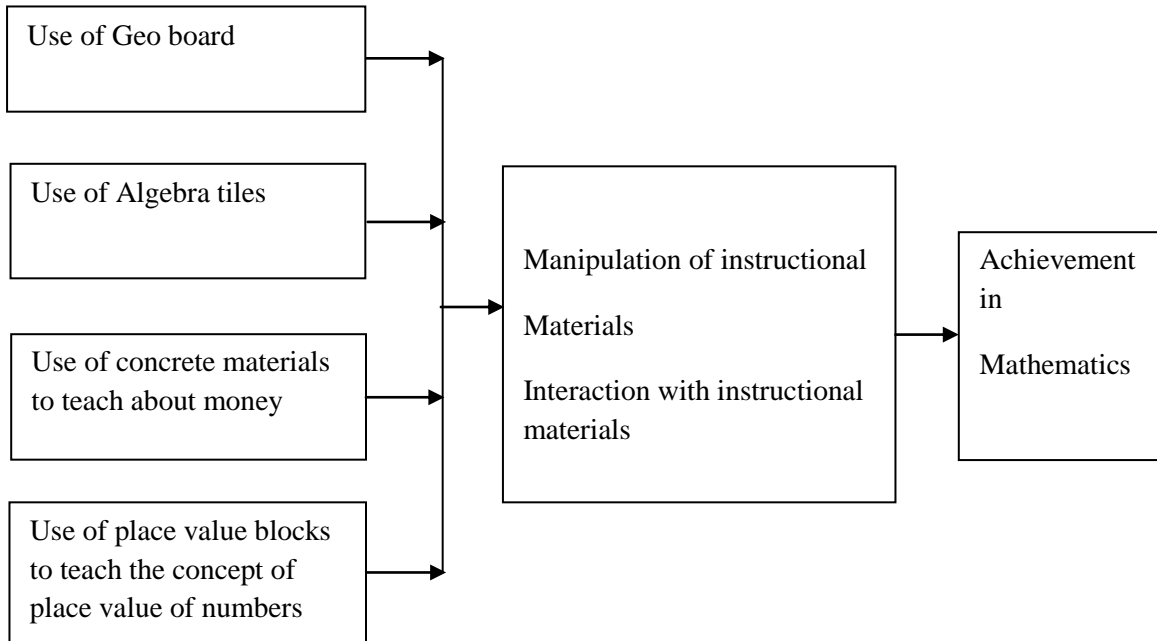 Use of Geo board
Use of Algebra tiles
Use of concrete materials
to teach about money
Use of place value blocks
to teach the concept of
place value of numbers
Manipulation of instructional
Materials
Interaction with instructional
materials
Achievement
in
Mathematics